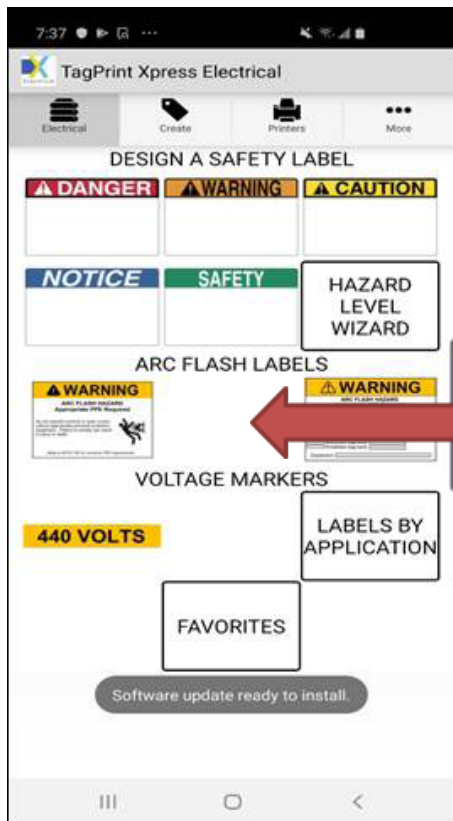 7:37
TagPrint Xpress Electrical
Electrical
Create
Printers
More
DESIGN A SAFETY LABEL
DANGER
WARNING
CAUTION
NOTICE
SAFETY
HAZARD
LEVEL
WIZARD
ARC FLASH LABELS
WARNING
ARC FLASH HAZARD
Appropriate PPE Required
WARNING
ARC FLASH HAZARD
VOLTAGE MARKERS
440 VOLTS
LABELS BY
APPLICATION
FAVORITES
Software update ready to install.